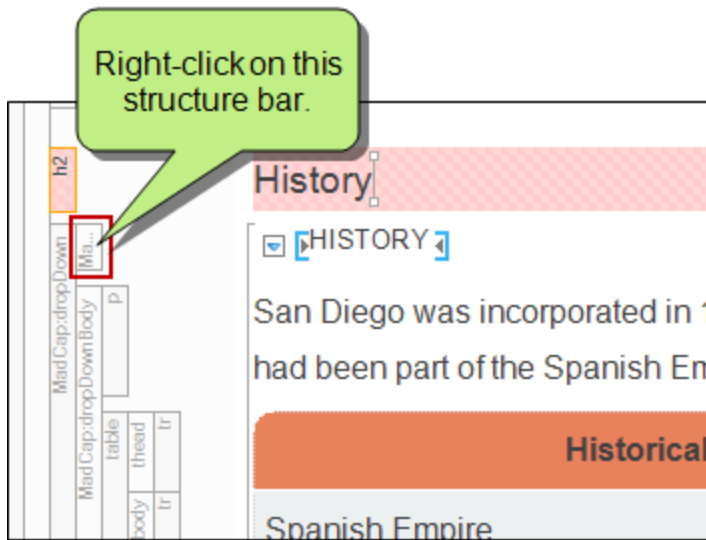 Right-click on this
structure bar.
h2
History
Ma...
HISTORY
MadCap:dropDown
MadCap:dropDownBody
p
San Diego was incorporated in
had been part of the Spanish Em
table
thead
tr
Historical
body
tr
Spanish Empire